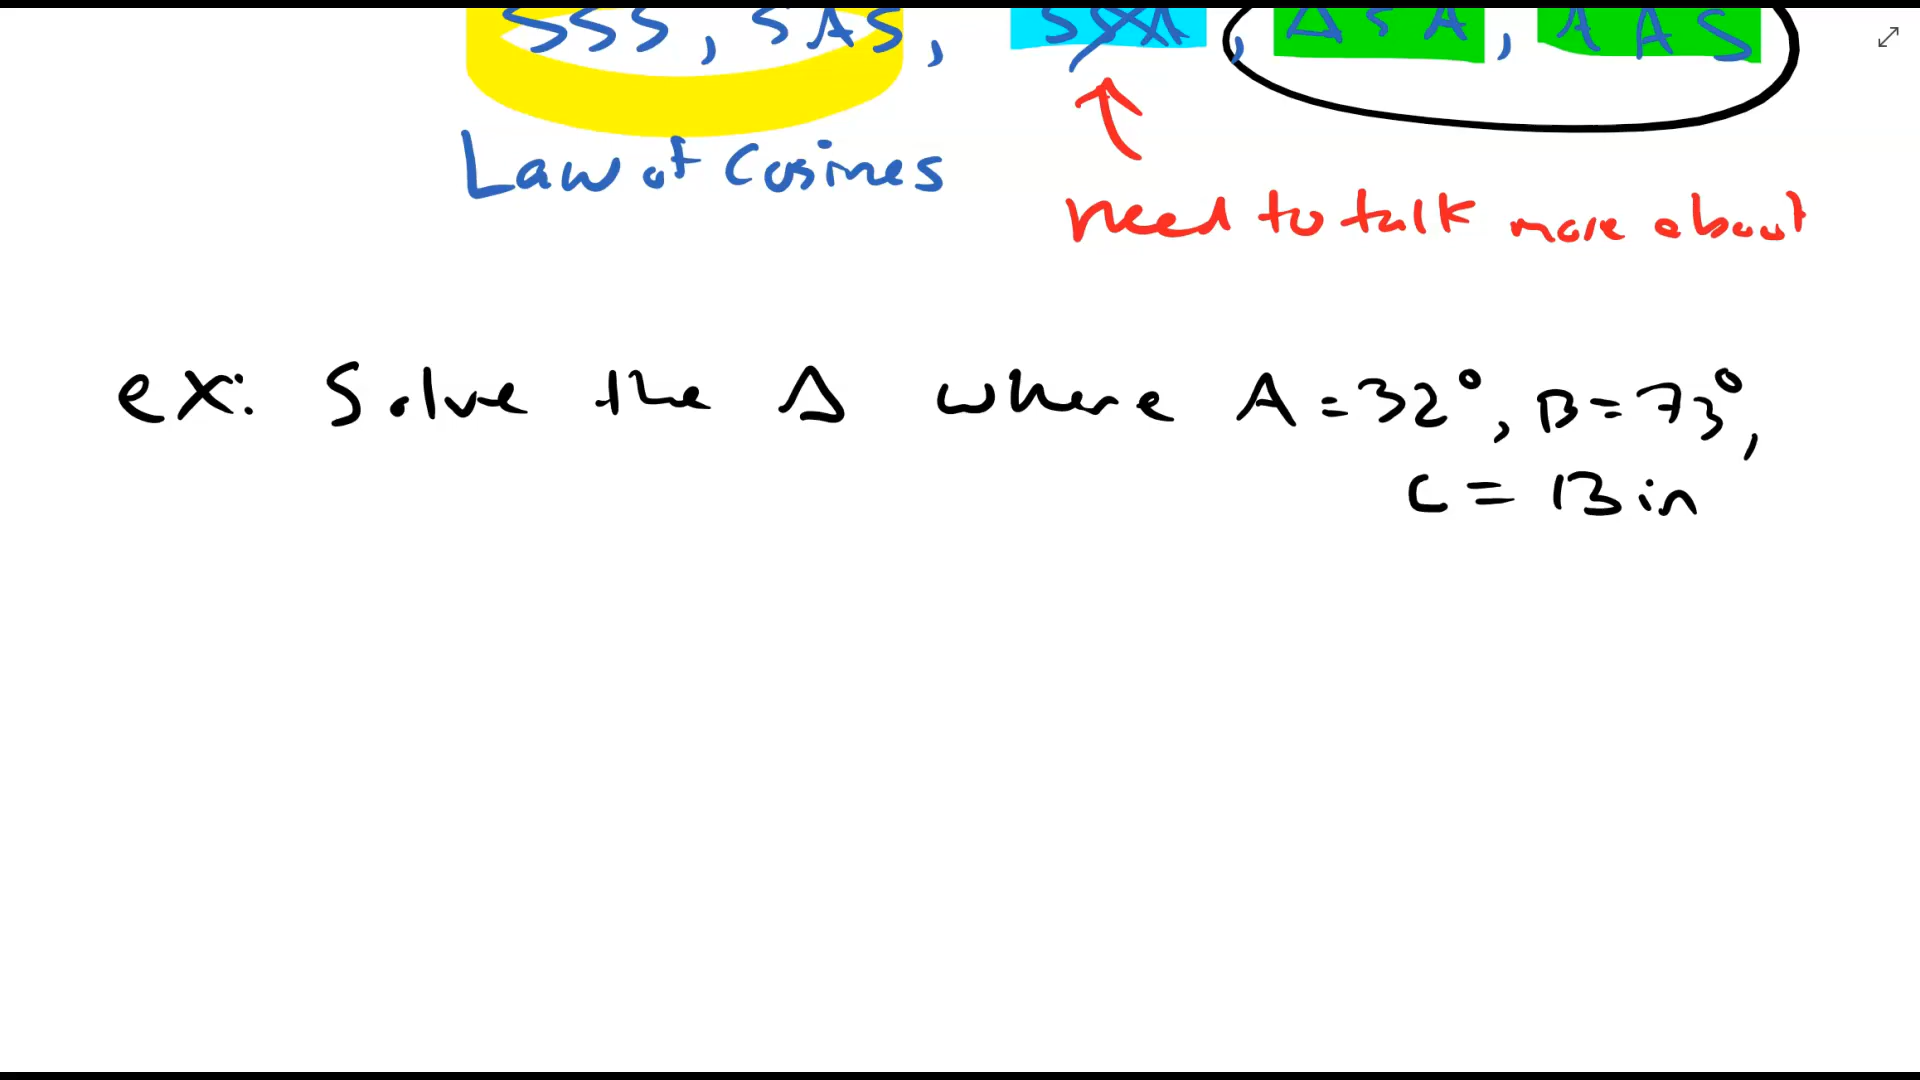 SSS, SAS, SSA, ASA, AAS
Law of Cosines
need to talk more about
ex: Solve the Δ where A = 32°, B = 73°,
c = 13 in